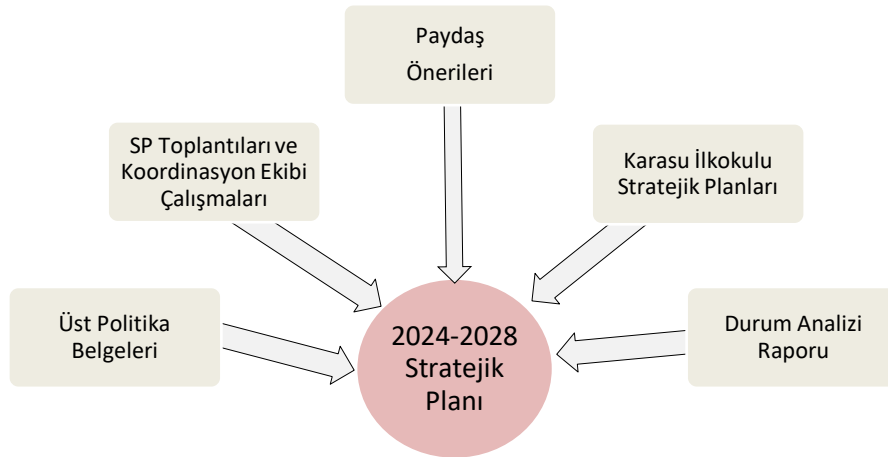 Paydaş
Önerileri
SP Toplantıları ve
Koordinasyon Ekibi
Çalışmaları
Karasu İlkokulu
Stratejik Planları
Üst Politika
Belgeleri
2024-2028
Stratejik
Planı
Durum Analizi
Raporu